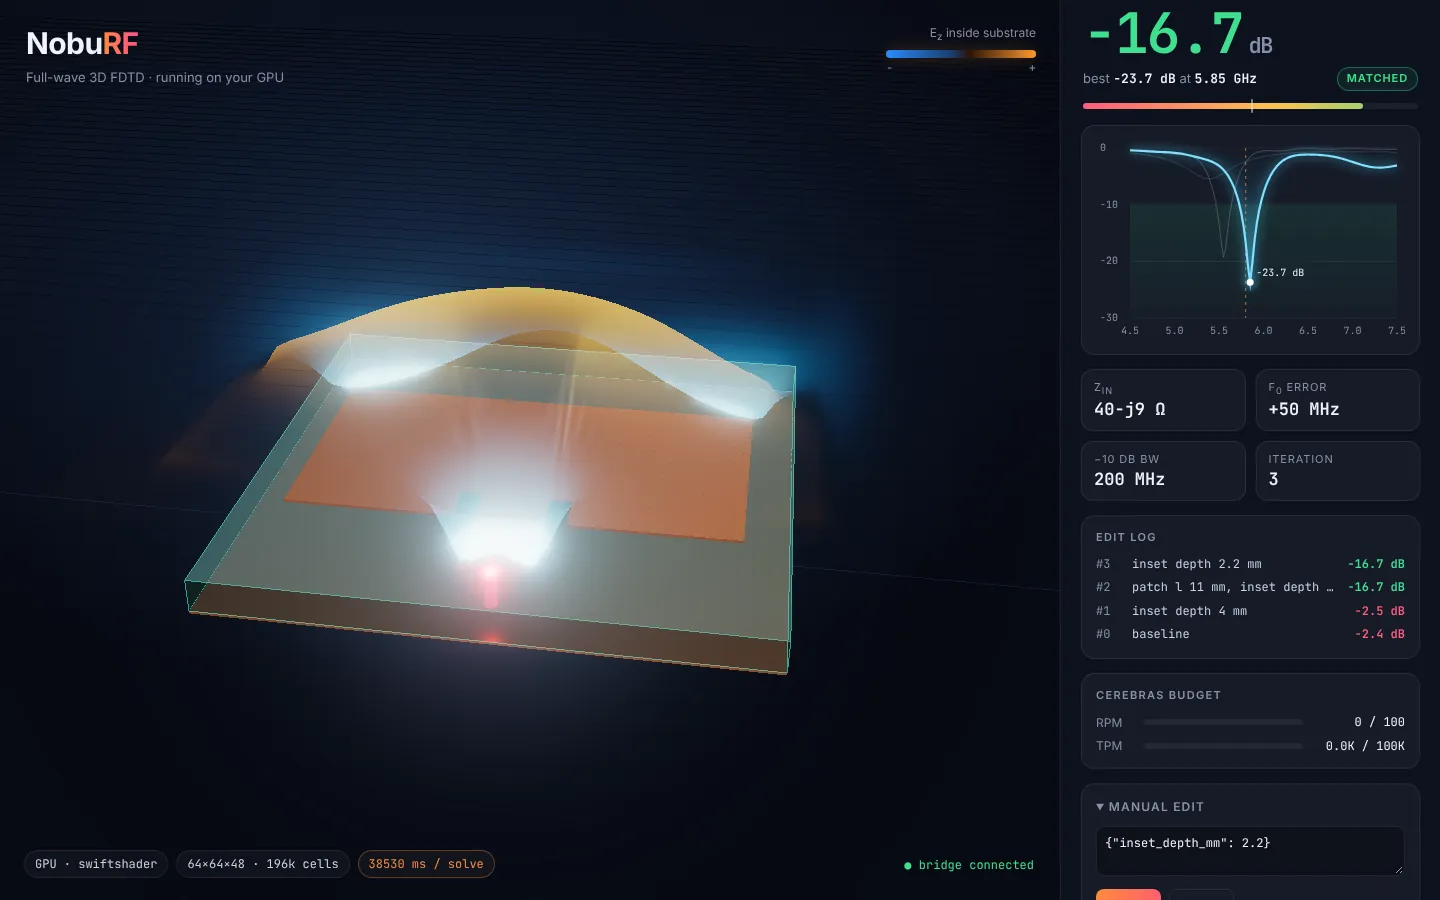 NobuRF
Full-wave 3D FDTD · running on your GPU
Ez inside substrate
- +
-16.7 dB
best -23.7 dB at 5.85 GHz
MATCHED
0
-10
-20
-30
-23.7 dB
4.5 5.0 5.5 6.0 6.5 7.0 7.5
ZIN
40-j9 Ω
F0 ERROR
+50 MHz
−10 DB BW
200 MHz
ITERATION
3
EDIT LOG
#3 inset depth 2.2 mm -16.7 dB
#2 patch l 11 mm, inset depth … -16.7 dB
#1 inset depth 4 mm -2.5 dB
#0 baseline -2.4 dB
CEREBRAS BUDGET
RPM 0 / 100
TPM 0.0K / 100K
▼ MANUAL EDIT
{"inset_depth_mm": 2.2}
GPU · swiftshader
64×64×48 · 196k cells
38530 ms / solve
● bridge connected